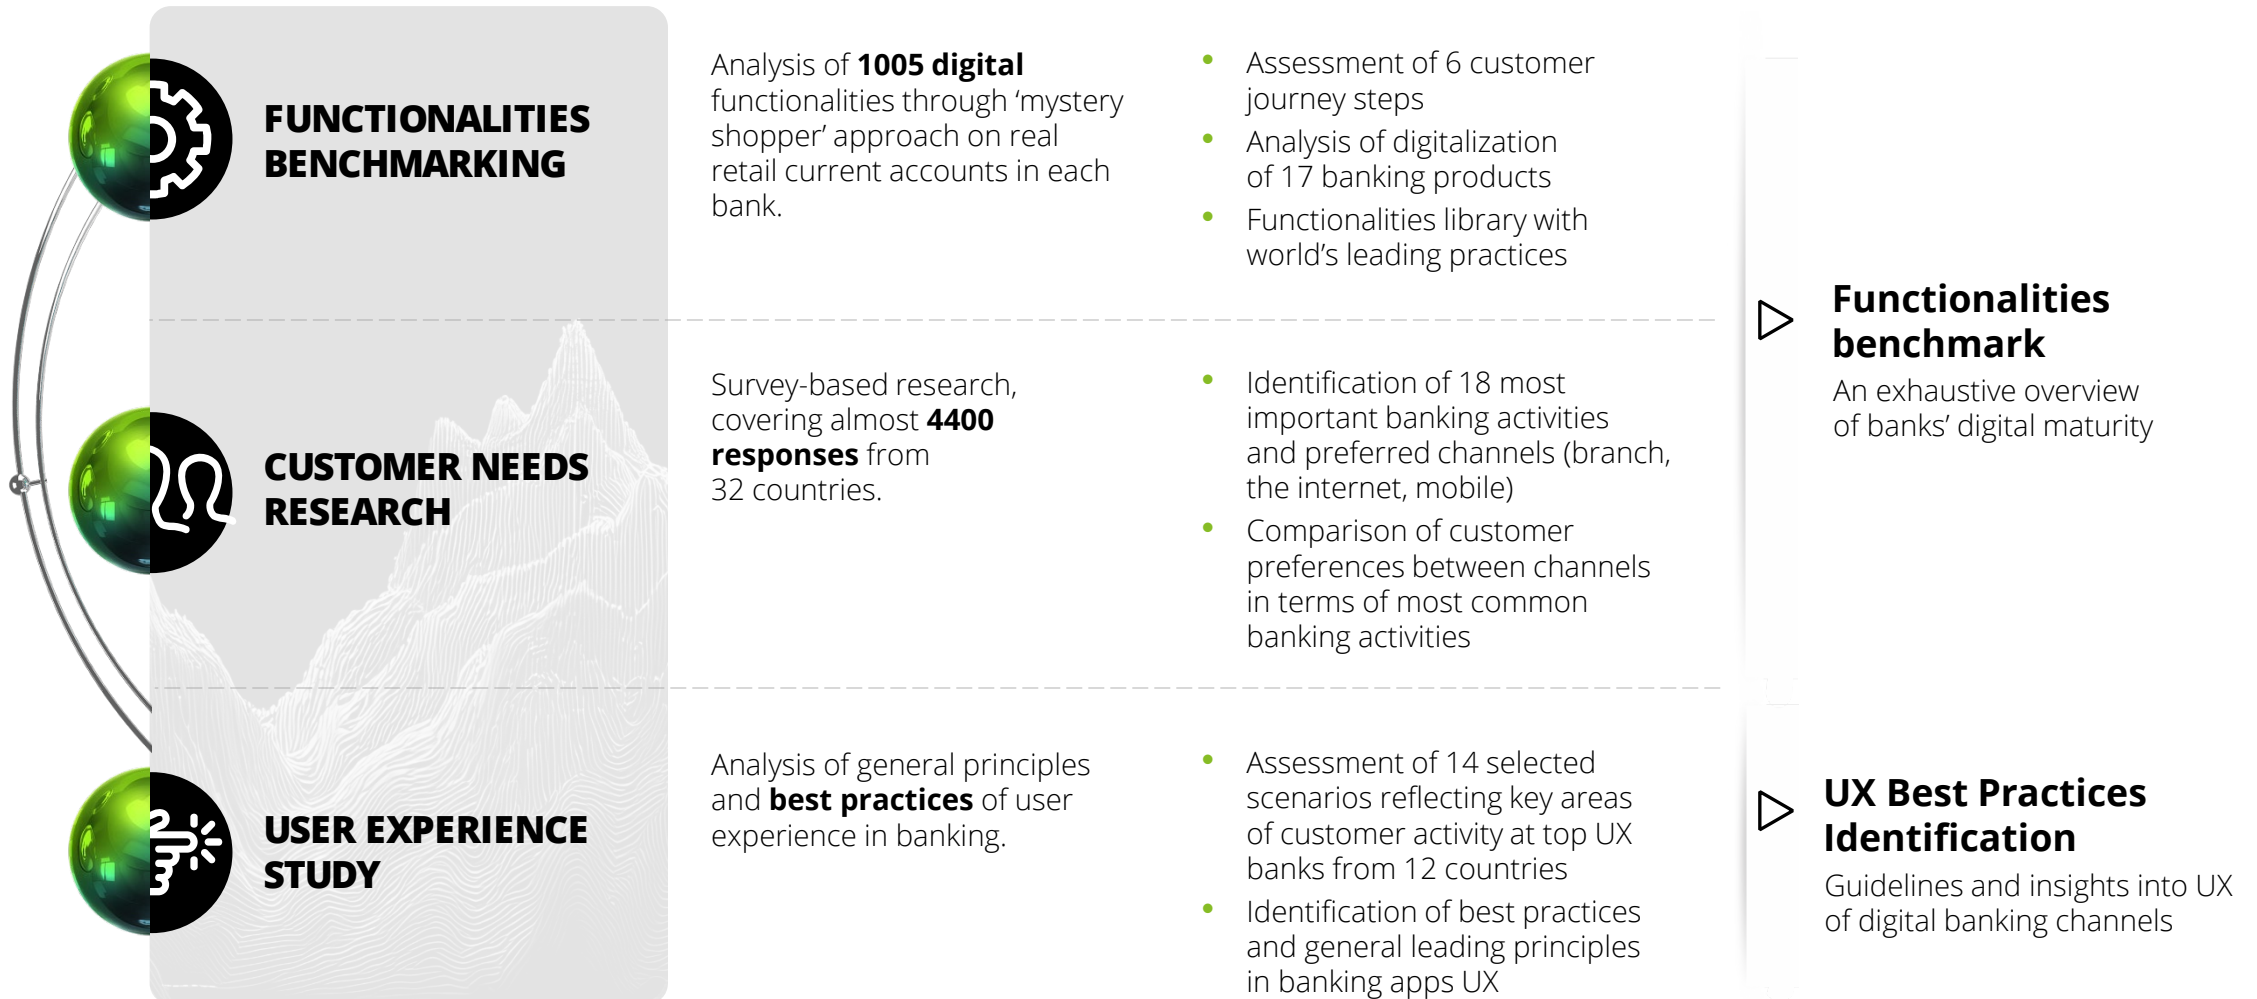 FUNCTIONALITIES
BENCHMARKING
Analysis of 1005 digital
functionalities through ‘mystery
shopper’ approach on real
retail current accounts in each
bank.
• Assessment of 6 customer
journey steps
• Analysis of digitalization
of 17 banking products
• Functionalities library with
world’s leading practices
CUSTOMER NEEDS
RESEARCH
Survey-based research,
covering almost 4400
responses from
32 countries.
• Identification of 18 most
important banking activities
and preferred channels (branch,
the internet, mobile)
• Comparison of customer
preferences between channels
in terms of most common
banking activities
Functionalities
benchmark
An exhaustive overview
of banks’ digital maturity
USER EXPERIENCE
STUDY
Analysis of general principles
and best practices of user
experience in banking.
• Assessment of 14 selected
scenarios reflecting key areas
of customer activity at top UX
banks from 12 countries
• Identification of best practices
and general leading principles
in banking apps UX
UX Best Practices
Identification
Guidelines and insights into UX
of digital banking channels